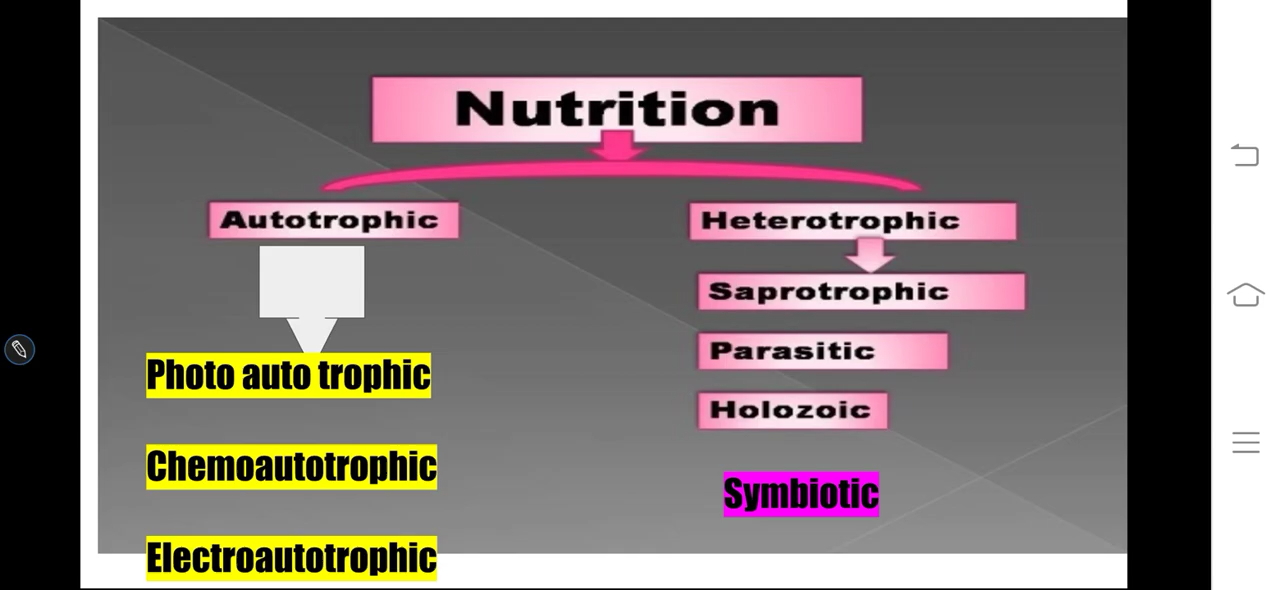 Nutrition
Autotrophic
Photo auto trophic
Chemoautotrophic
Electroautotrophic
Heterotrophic
Saprotrophic
Parasitic
Holozoic
Symbiotic